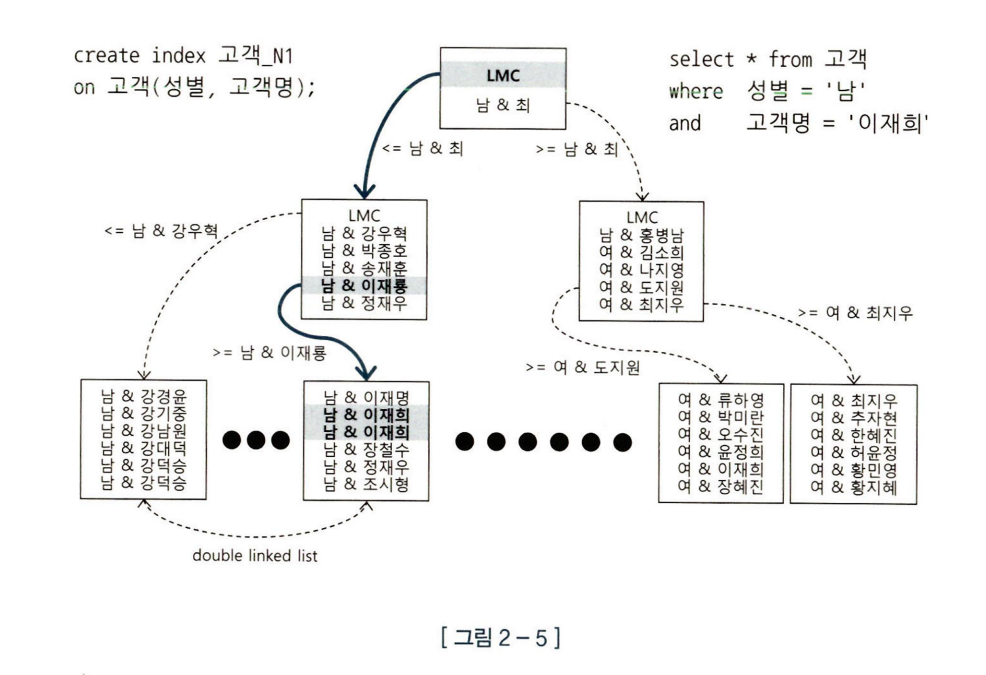 create index 고객_N1
on 고객(성별, 고객명);
select * from 고객
where 성별 = '남'
and 고객명 = '이재희'
LMC
남 & 최
<= 남 & 최
>= 남 & 최
<= 남 & 강우혁
LMC
남 & 강우혁
남 & 박종호
남 & 송재훈
남 & 이재룡
남 & 정재우
LMC
남 & 홍병남
여 & 김소희
여 & 나지영
여 & 도지원
여 & 최지우
>= 남 & 이재룡
>= 여 & 도지원
>= 여 & 최지우
남 & 강경윤
남 & 강기중
남 & 강남원
남 & 강대덕
남 & 강덕승
남 & 강덕승
남 & 이재명
남 & 이재희
남 & 이재희
남 & 장철수
남 & 정재우
남 & 조시형
여 & 류하영
여 & 박미란
여 & 오수진
여 & 윤정희
여 & 이재희
여 & 장혜진
여 & 최지우
여 & 추자현
여 & 한혜진
여 & 허윤정
여 & 황민영
여 & 황지혜
double linked list
[ 그림 2 – 5 ]